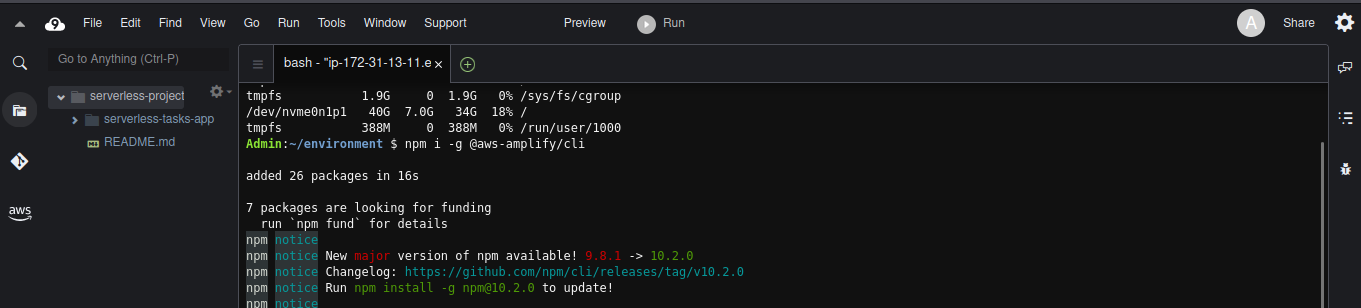 9 File Edit Find View Go Run Tools Window Support Preview Run A Share
Go to Anything (Ctrl-P)
bash - "ip-172-31-13-11.e ×
serverless-project
serverless-tasks-app
README.md
aws
tmpfs 1.9G 0 1.9G 0% /sys/fs/cgroup
/dev/nvme0n1p1 40G 7.0G 34G 18% /
tmpfs 388M 0 388M 0% /run/user/1000
Admin:~/environment $ npm i -g @aws-amplify/cli
added 26 packages in 16s
7 packages are looking for funding
run `npm fund` for details
npm notice
npm notice New major version of npm available! 9.8.1 -> 10.2.0
npm notice Changelog: https://github.com/npm/cli/releases/tag/v10.2.0
npm notice Run npm install -g npm@10.2.0 to update!
npm notice